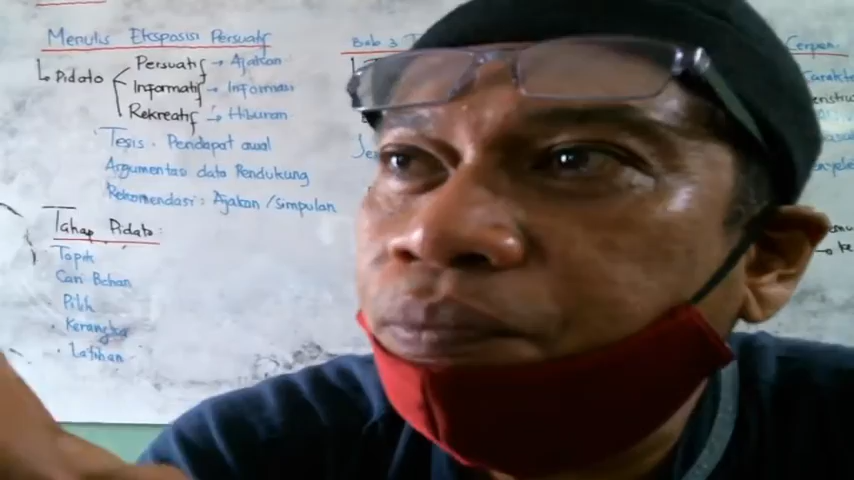 Menulis Eksposisi Persuatif
Bab 3
Cerpen
↳ Pidato
Persuatif → Ajakan
Informatif → Informasi
Rekreatif → Hiburan
Tesis : Pendapat awal
Argumentas data Pendukung
Rekomendasi : Ajakan / Simpulan
Tahap Pidato :
Topik
Cari Bahan
Pilih
Kerangka
Latihan